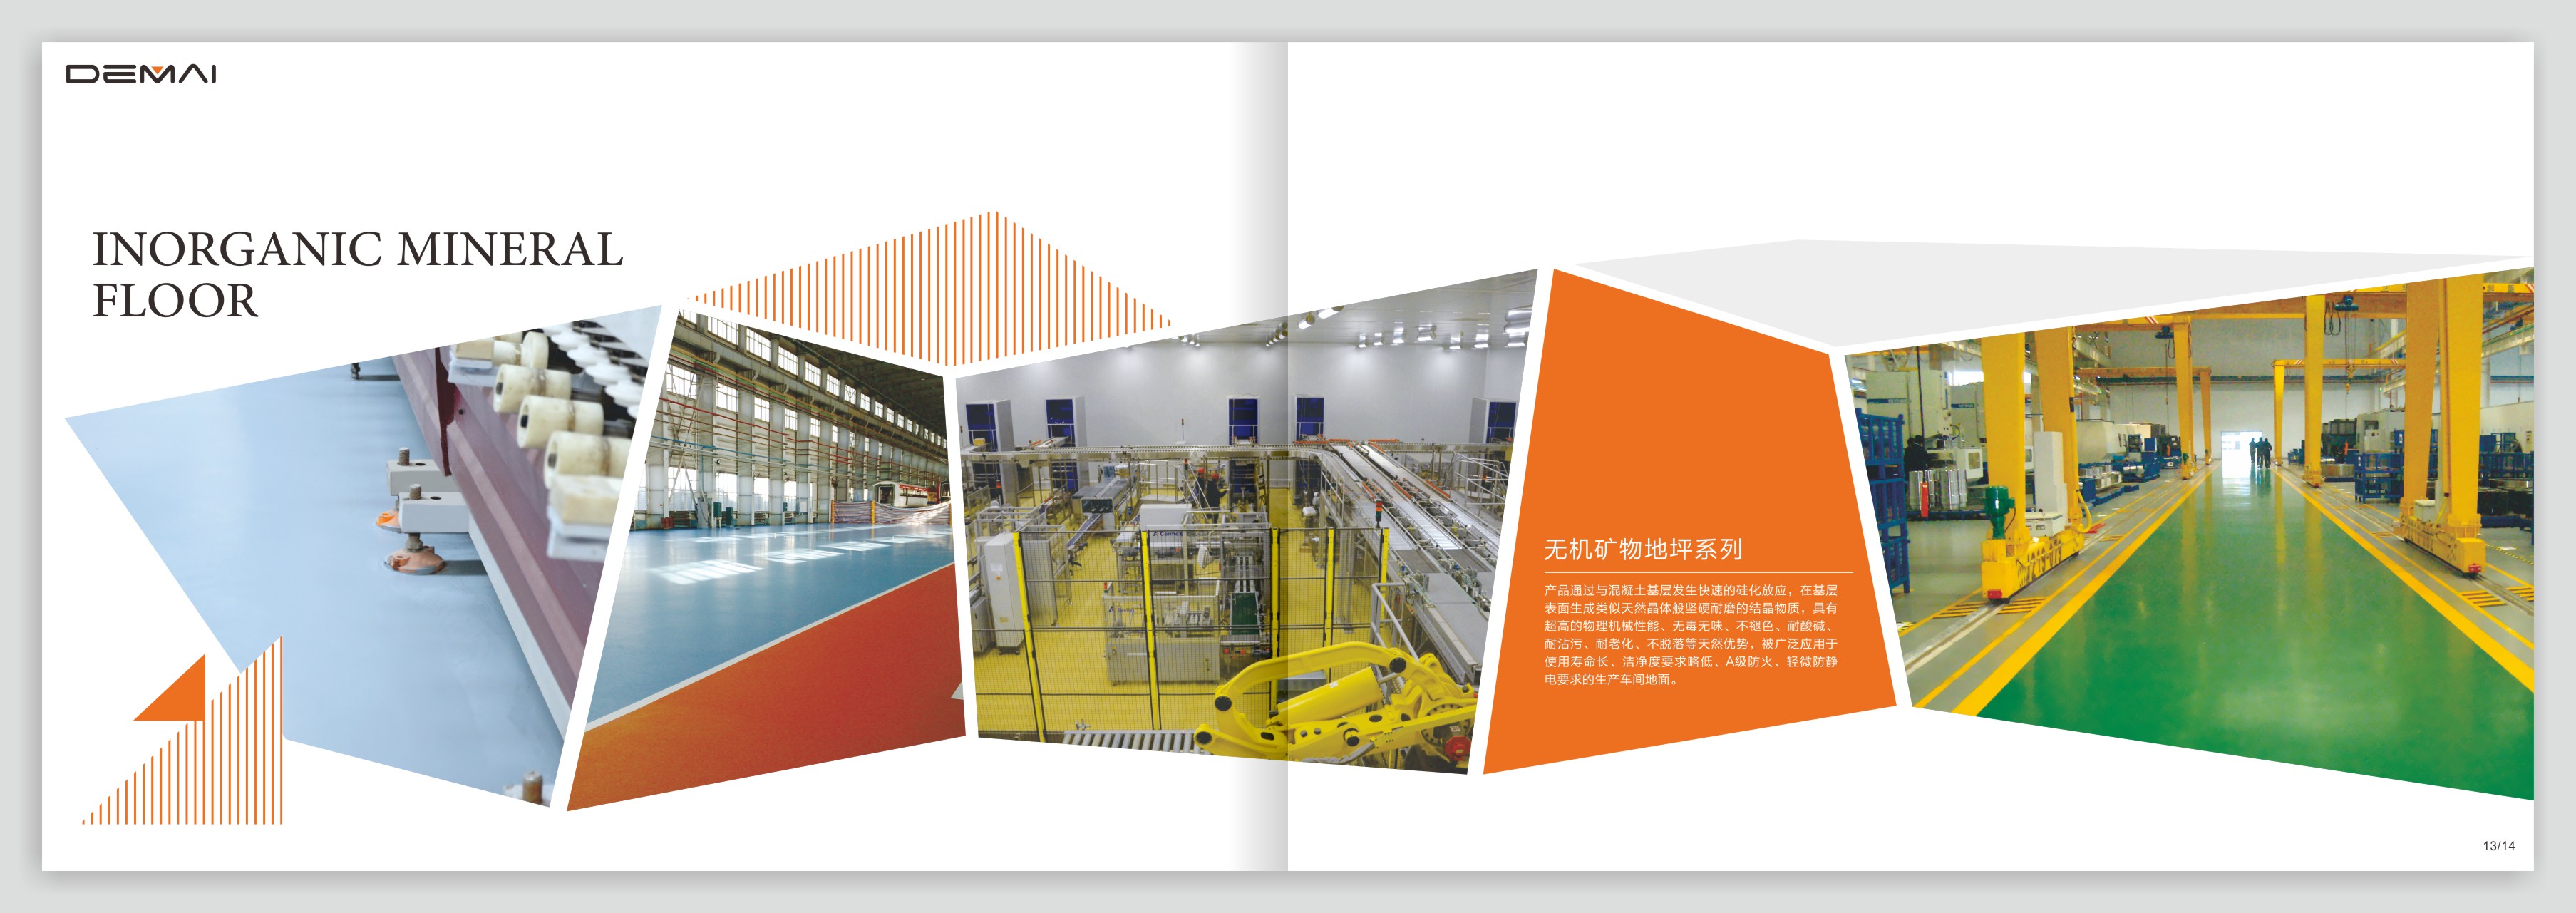 DEMAI
INORGANIC MINERAL
FLOOR
无机矿物地坪系列
产品通过与混凝土基层发生快速的硅化放应，在基层
表面生成类似天然晶体般坚硬耐磨的结晶物质，具有
超高的物理机械性能、无毒无味、不褪色、耐酸碱、
耐沾污、耐老化、不脱落等天然优势，被广泛应用于
使用寿命长、洁净度要求略低、A级防火、轻微防静
电要求的生产车间地面。
13/14